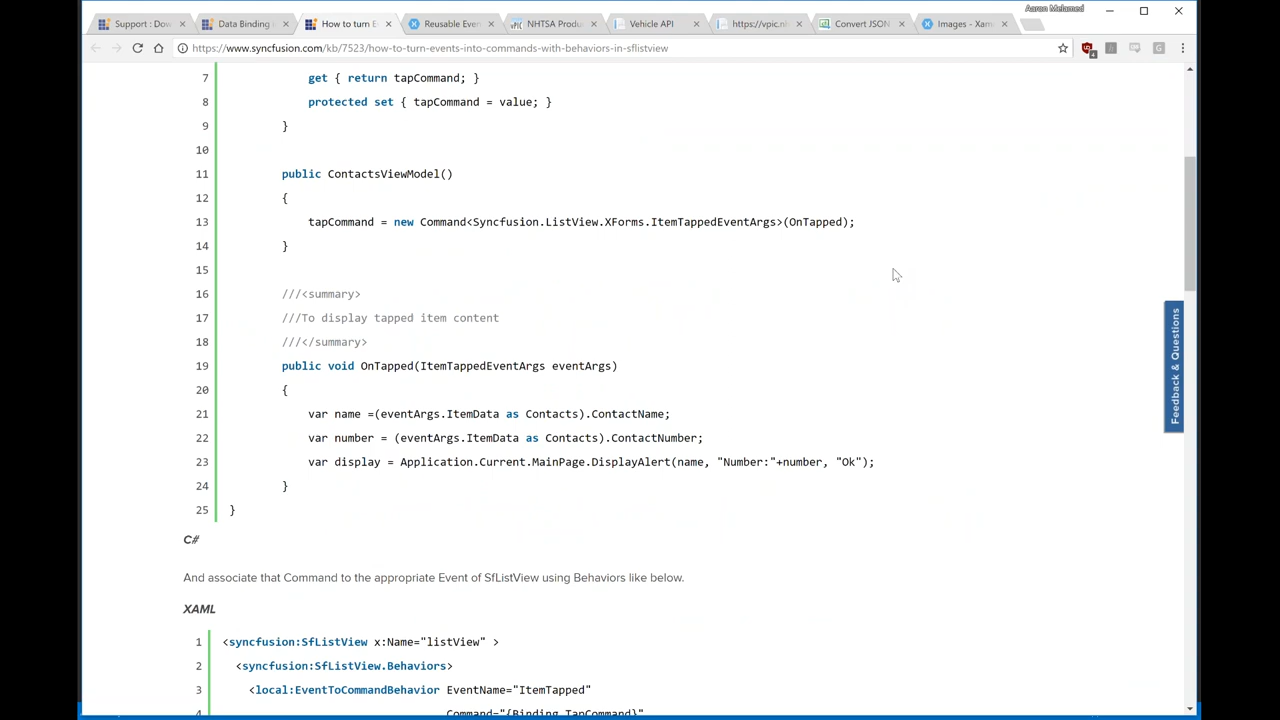 Aaron Melamed
Support : Dow
Data Binding i
How to turn E
Reusable Even
NHTSA Produ
Vehicle API
https://vpic.nh
Convert JSON
Images - Xam
https://www.syncfusion.com/kb/7523/how-to-turn-events-into-commands-with-behaviors-in-sflistview
7 get { return tapCommand; }
8 protected set { tapCommand = value; }
9 }
10
11 public ContactsViewModel()
12 {
13 tapCommand = new Command<Syncfusion.ListView.XForms.ItemTappedEventArgs>(OnTapped);
14 }
15
16 ///<summary>
17 ///To display tapped item content
18 ///</summary>
19 public void OnTapped(ItemTappedEventArgs eventArgs)
20 {
21 var name =(eventArgs.ItemData as Contacts).ContactName;
22 var number = (eventArgs.ItemData as Contacts).ContactNumber;
23 var display = Application.Current.MainPage.DisplayAlert(name, "Number:"+number, "Ok");
24 }
25 }
Feedback & Questions
C#
And associate that Command to the appropriate Event of SfListView using Behaviors like below.
XAML
1 <syncfusion:SfListView x:Name="listView" >
2 <syncfusion:SfListView.Behaviors>
3 <local:EventToCommandBehavior EventName="ItemTapped"
4 Command="{Binding TapCommand}"